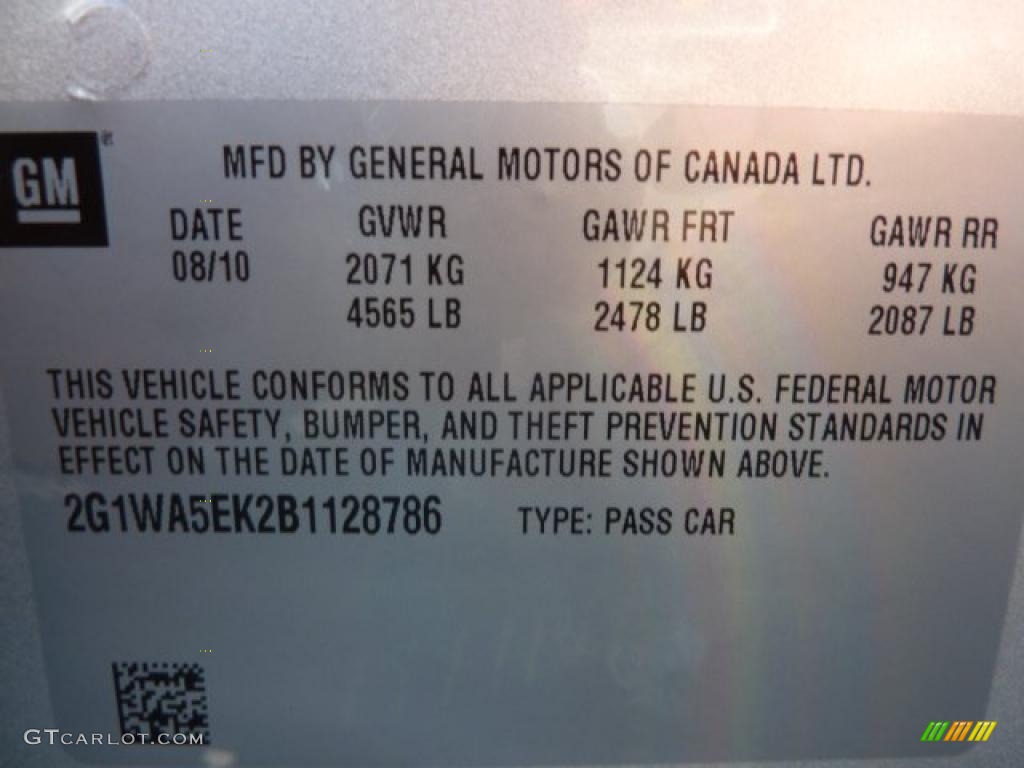 GM
MFD BY GENERAL MOTORS OF CANADA LTD.
DATE GVWR GAWR FRT GAWR RR
08/10 2071 KG 1124 KG 947 KG
4565 LB 2478 LB 2087 LB
THIS VEHICLE CONFORMS TO ALL APPLICABLE U.S. FEDERAL MOTOR
VEHICLE SAFETY, BUMPER, AND THEFT PREVENTION STANDARDS IN
EFFECT ON THE DATE OF MANUFACTURE SHOWN ABOVE.
2G1WA5EK2B1128786 TYPE: PASS CAR
GTCARLOT.COM